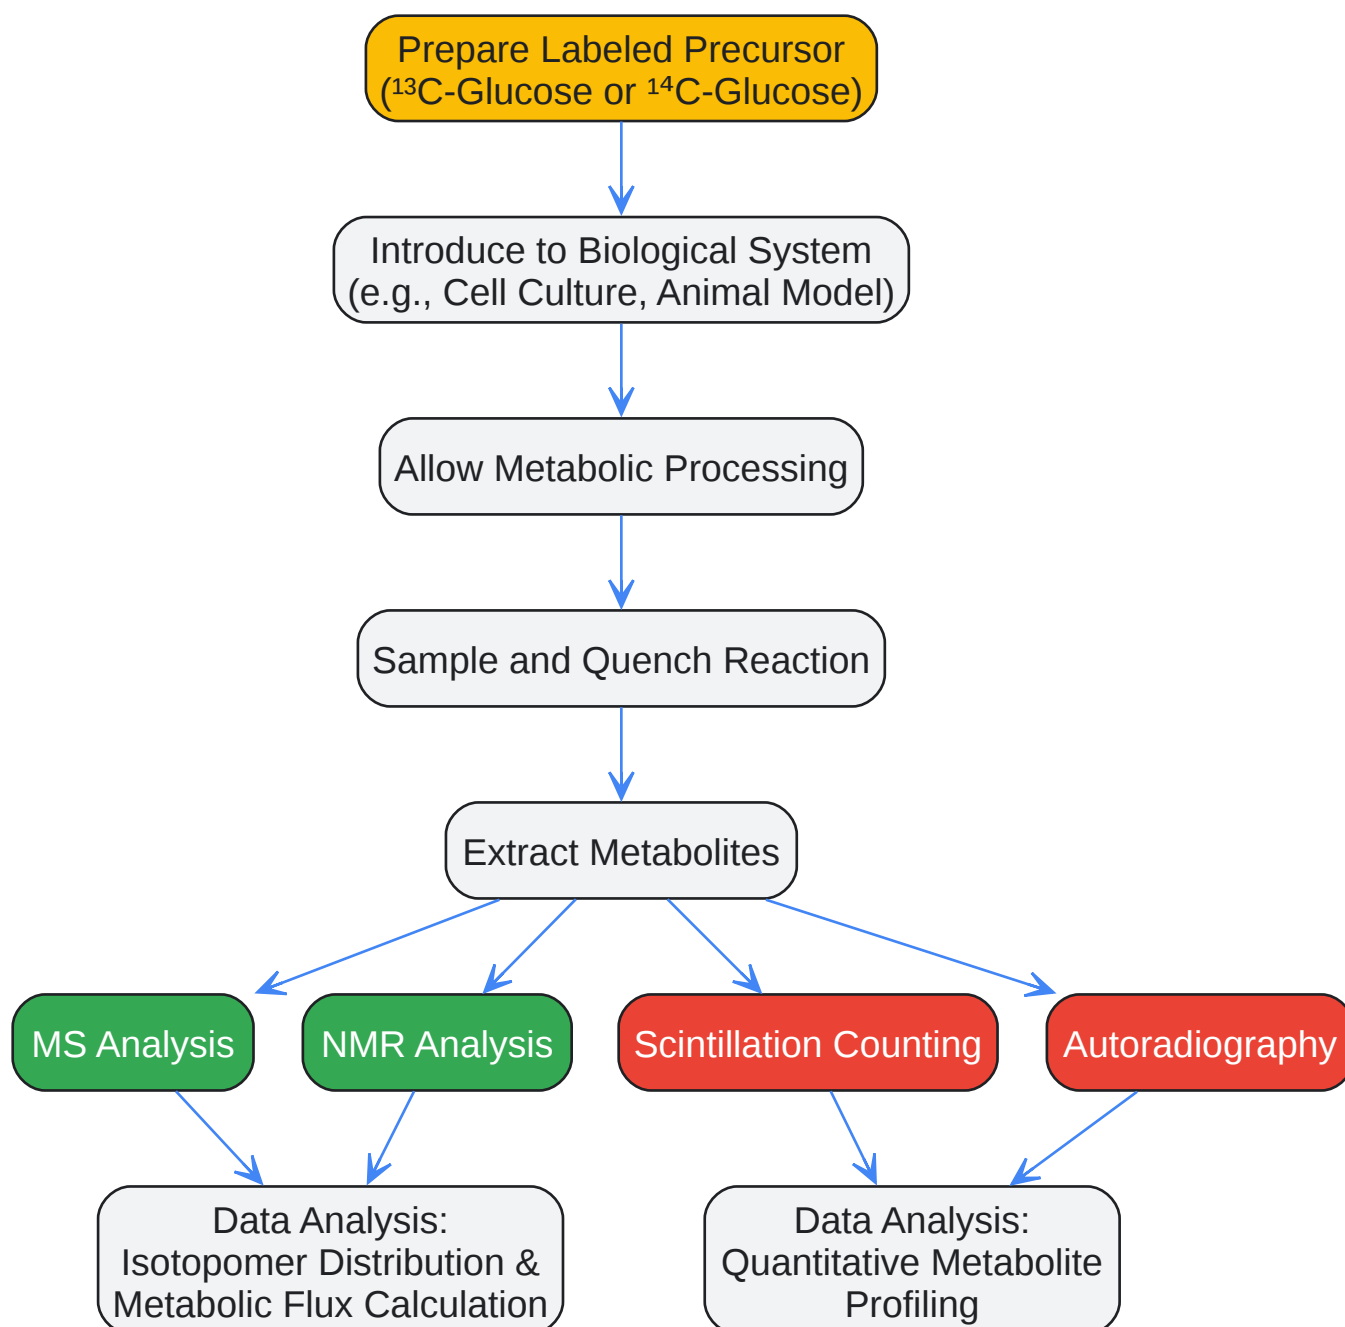 Prepare Labeled Precursor
(¹³C-Glucose or ¹⁴C-Glucose)
Introduce to Biological System
(e.g., Cell Culture, Animal Model)
Allow Metabolic Processing
Sample and Quench Reaction
Extract Metabolites
MS Analysis
NMR Analysis
Scintillation Counting
Autoradiography
Data Analysis:
Isotopomer Distribution &
Metabolic Flux Calculation
Data Analysis:
Quantitative Metabolite
Profiling